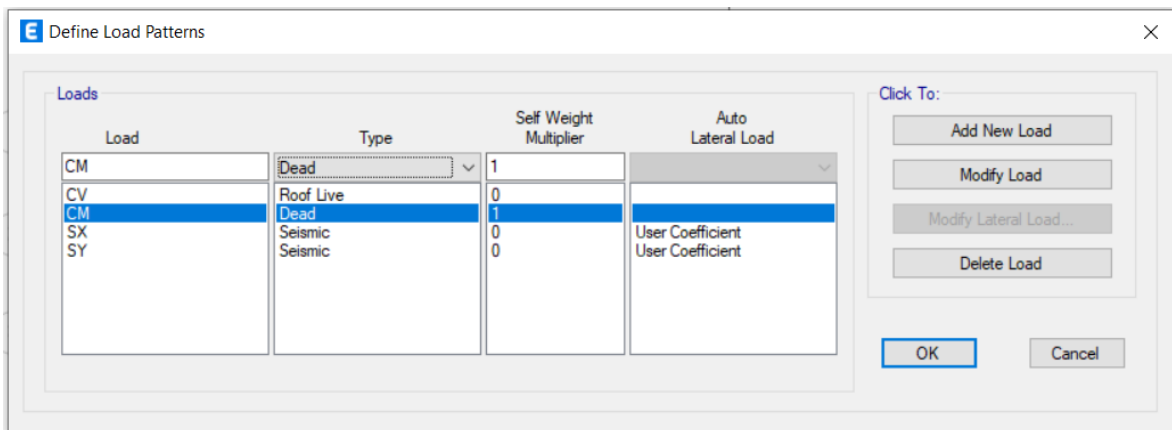 E Define Load Patterns
Loads
Load Type Self Weight Multiplier Auto Lateral Load
CM Dead 1
CV Roof Live 0
CM Dead 1
SX Seismic 0 User Coefficient
SY Seismic 0 User Coefficient
Click To:
Add New Load
Modify Load
Modify Lateral Load...
Delete Load
OK Cancel